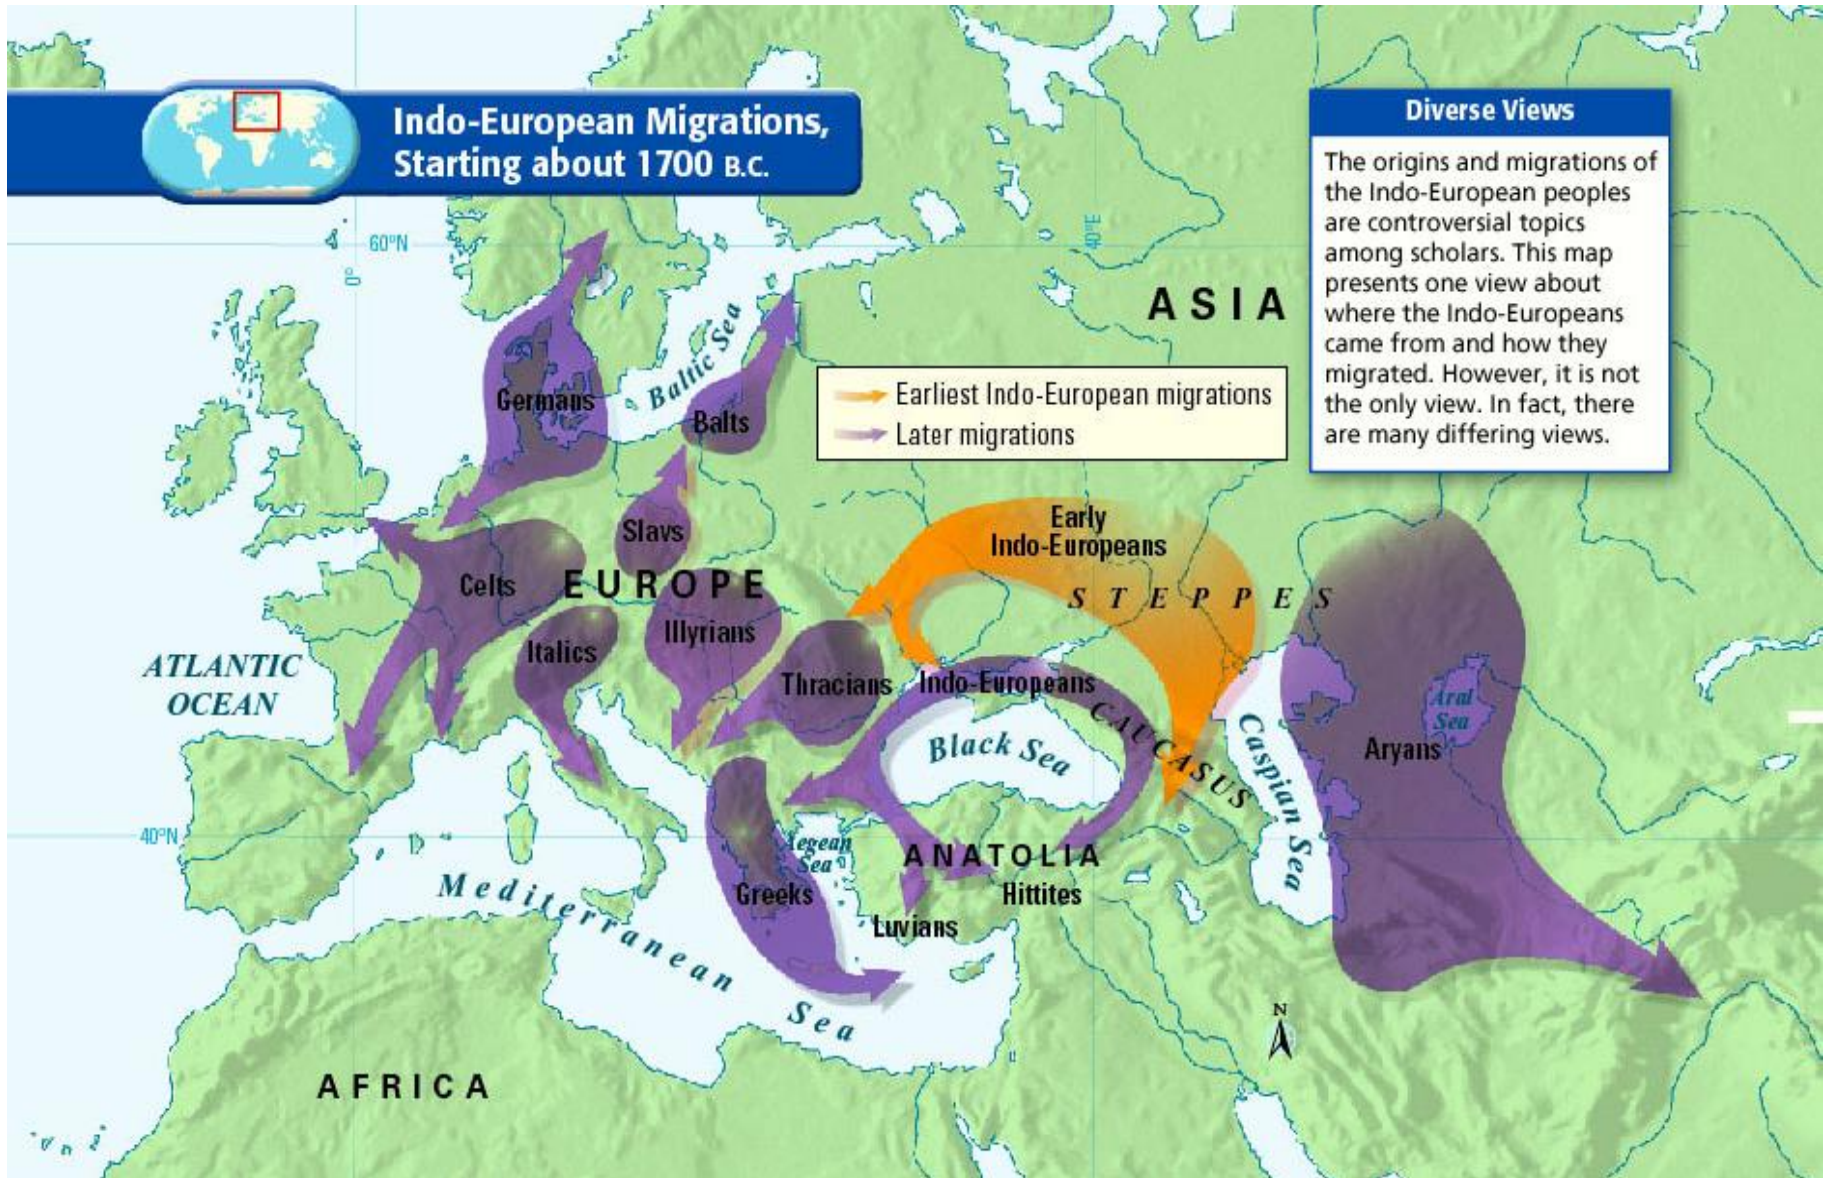 Indo-European Migrations,
Starting about 1700 B.C.
Diverse Views
The origins and migrations of
the Indo-European peoples
are controversial topics
among scholars. This map
presents one view about
where the Indo-Europeans
came from and how they
migrated. However, it is not
the only view. In fact, there
are many differing views.
60°N
0°
40°E
ASIA
Baltic Sea
Earliest Indo-European migrations
Later migrations
Germans
Balts
Slavs
Early
Indo-Europeans
STEPPES
Celts
EUROPE
Illyrians
Italics
ATLANTIC
OCEAN
Thracians
Indo-Europeans
CAUCASUS
Black Sea
Caspian Sea
Aral
Sea
Aryans
40°N
Aegean
Sea
ANATOLIA
Greeks
Hittites
Luvians
Mediterranean
Sea
N
AFRICA